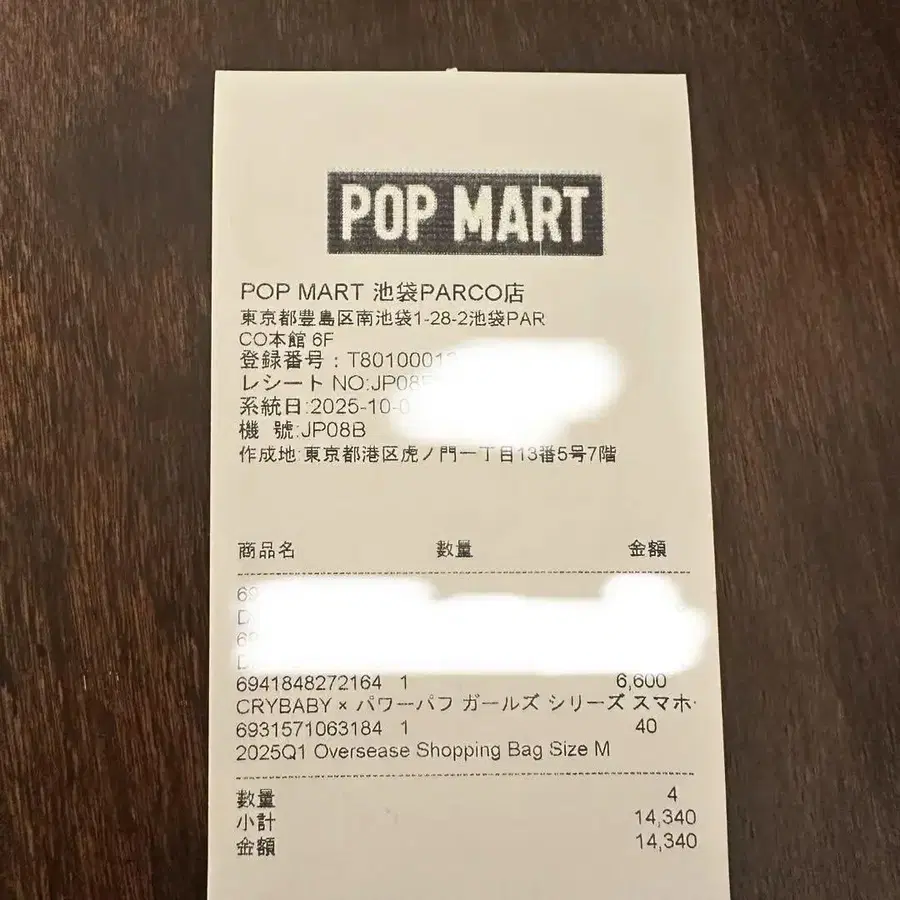 POP MART
POP MART 池袋PARCO店
東京都豊島区南池袋1-28-2池袋PAR
CO本館 6F
登録番号：T80100012
レシート NO:JP08
系統日:2025-10-0
機 號:JP08B
作成地:東京都港区虎ノ門一丁目13番5号7階
商品名 数量 金額
69
D
69
D
6941848272164 1 6,600
CRYBABY × パワーパフ ガールズ シリーズ スマホ
6931571063184 1 40
2025Q1 Oversease Shopping Bag Size M
数量 4
小計 14,340
金額 14,340